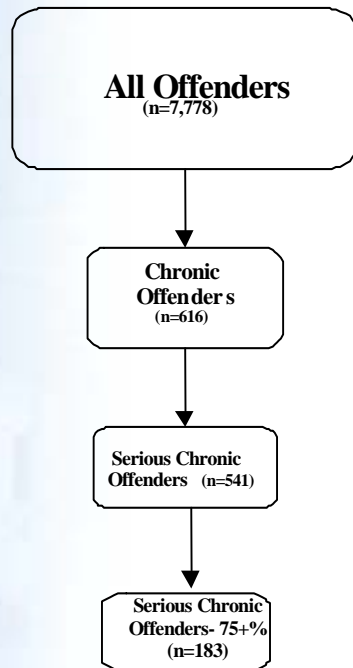 All Offenders
(n=7,778)
Chronic
Offender s
(n=616)
Serious Chronic
Offenders (n=541)
Serious Chronic
Offenders- 75+%
(n=183)